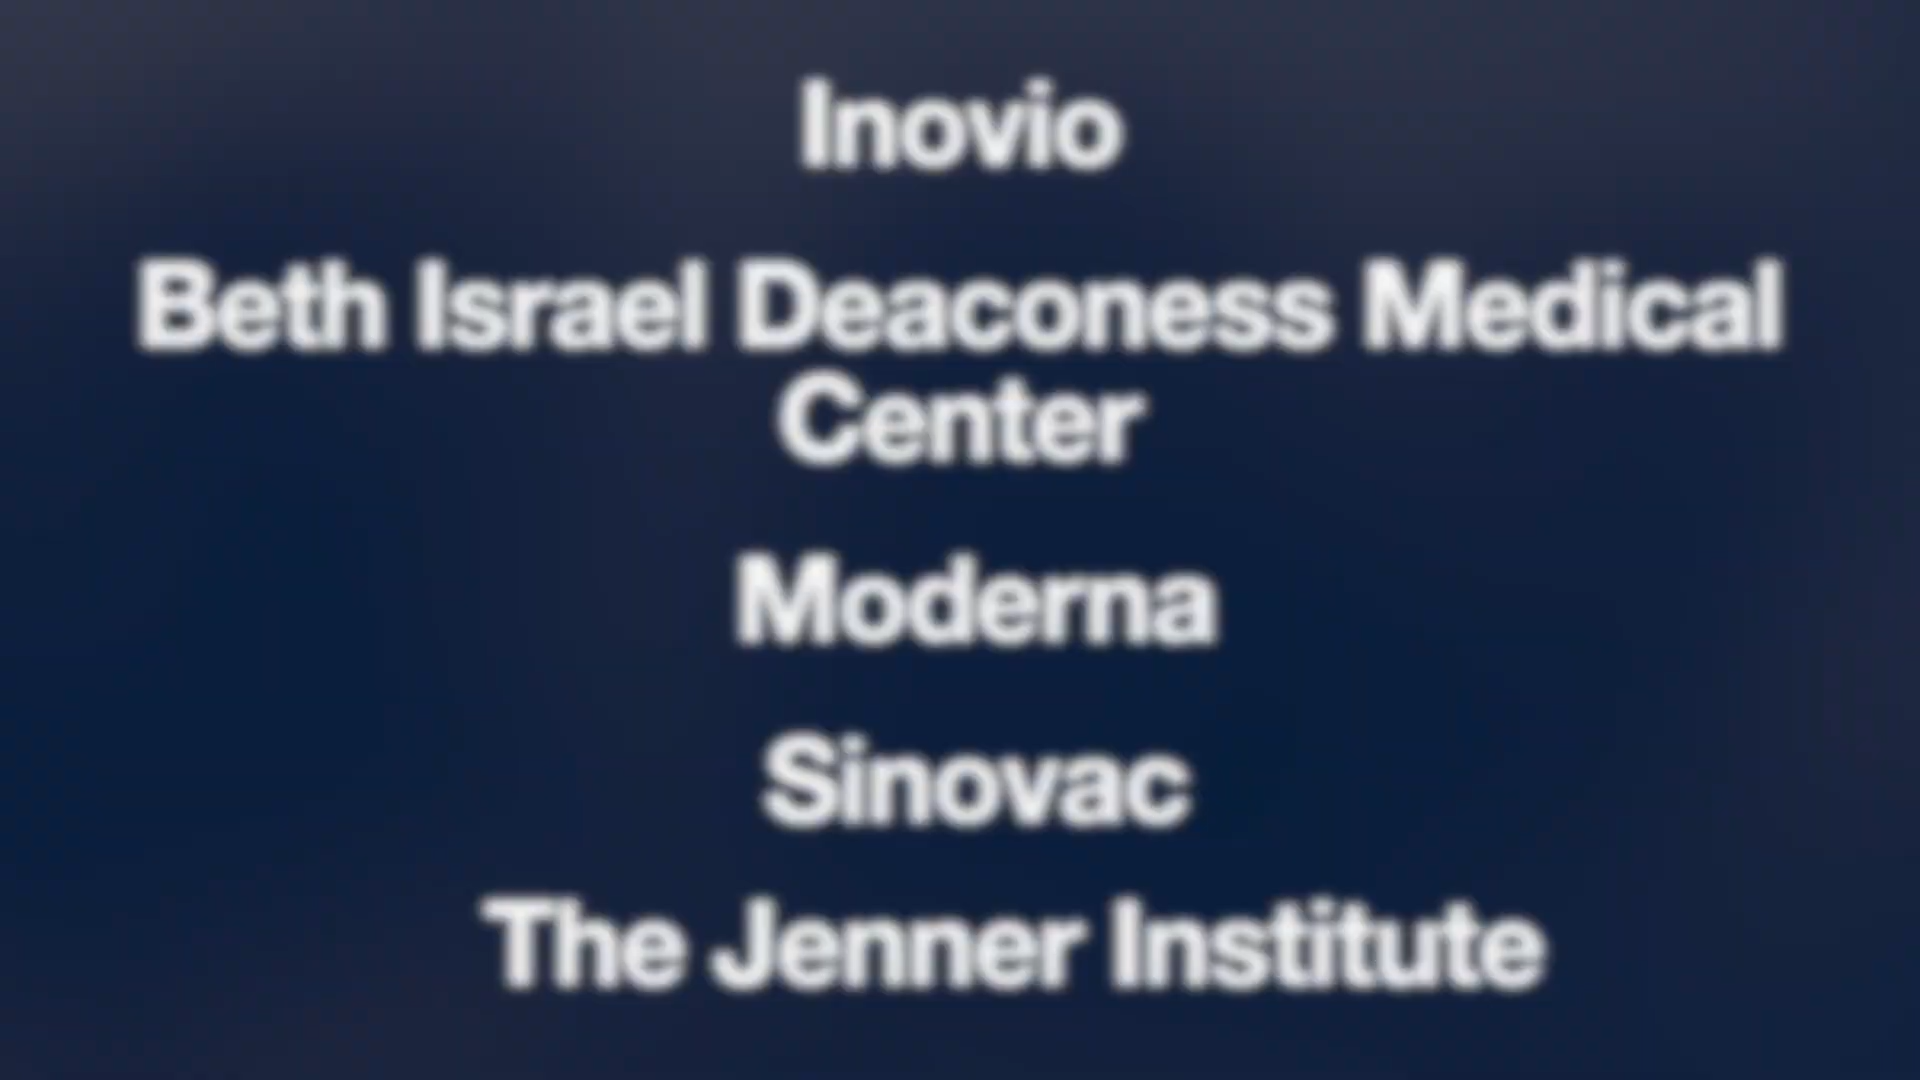 Inovio
Beth Israel Deaconess Medical
Center
Moderna
Sinovac
The Jenner Institute